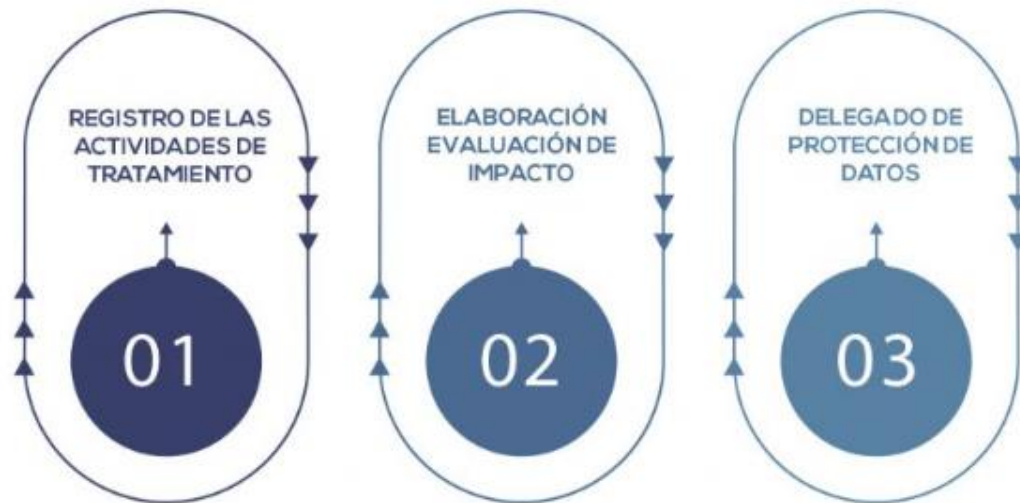 REGISTRO DE LAS
ACTIVIDADES DE
TRATAMIENTO
01
ELABORACIÓN
EVALUACIÓN DE
IMPACTO
02
DELEGADO DE
PROTECCIÓN DE
DATOS
03